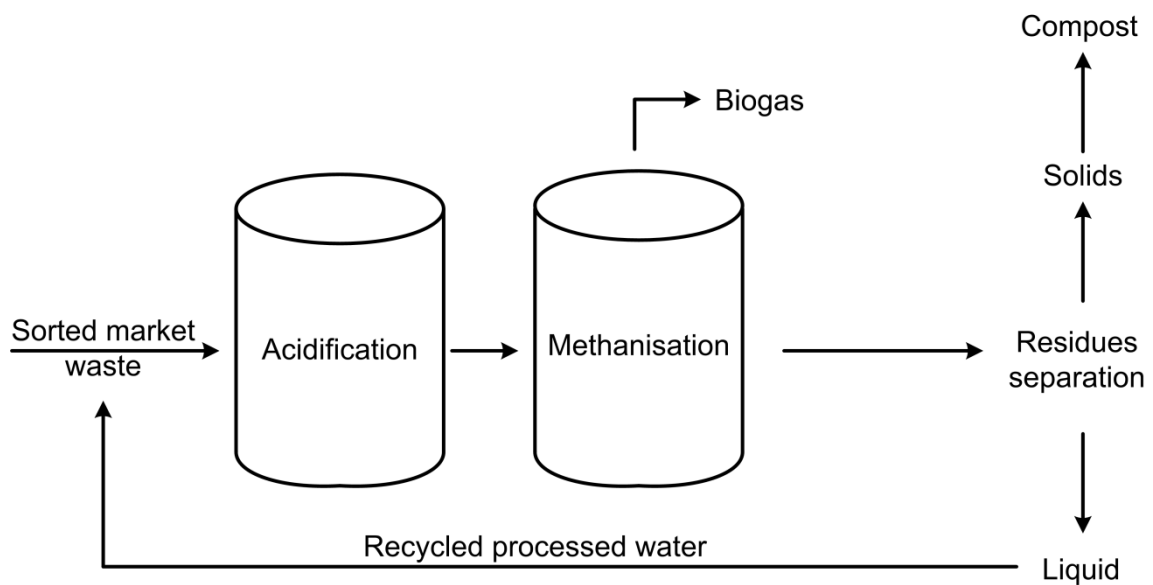 Compost
Biogas
Solids
Sorted market
waste
Acidification
Methanisation
Residues
separation
Recycled processed water
Liquid